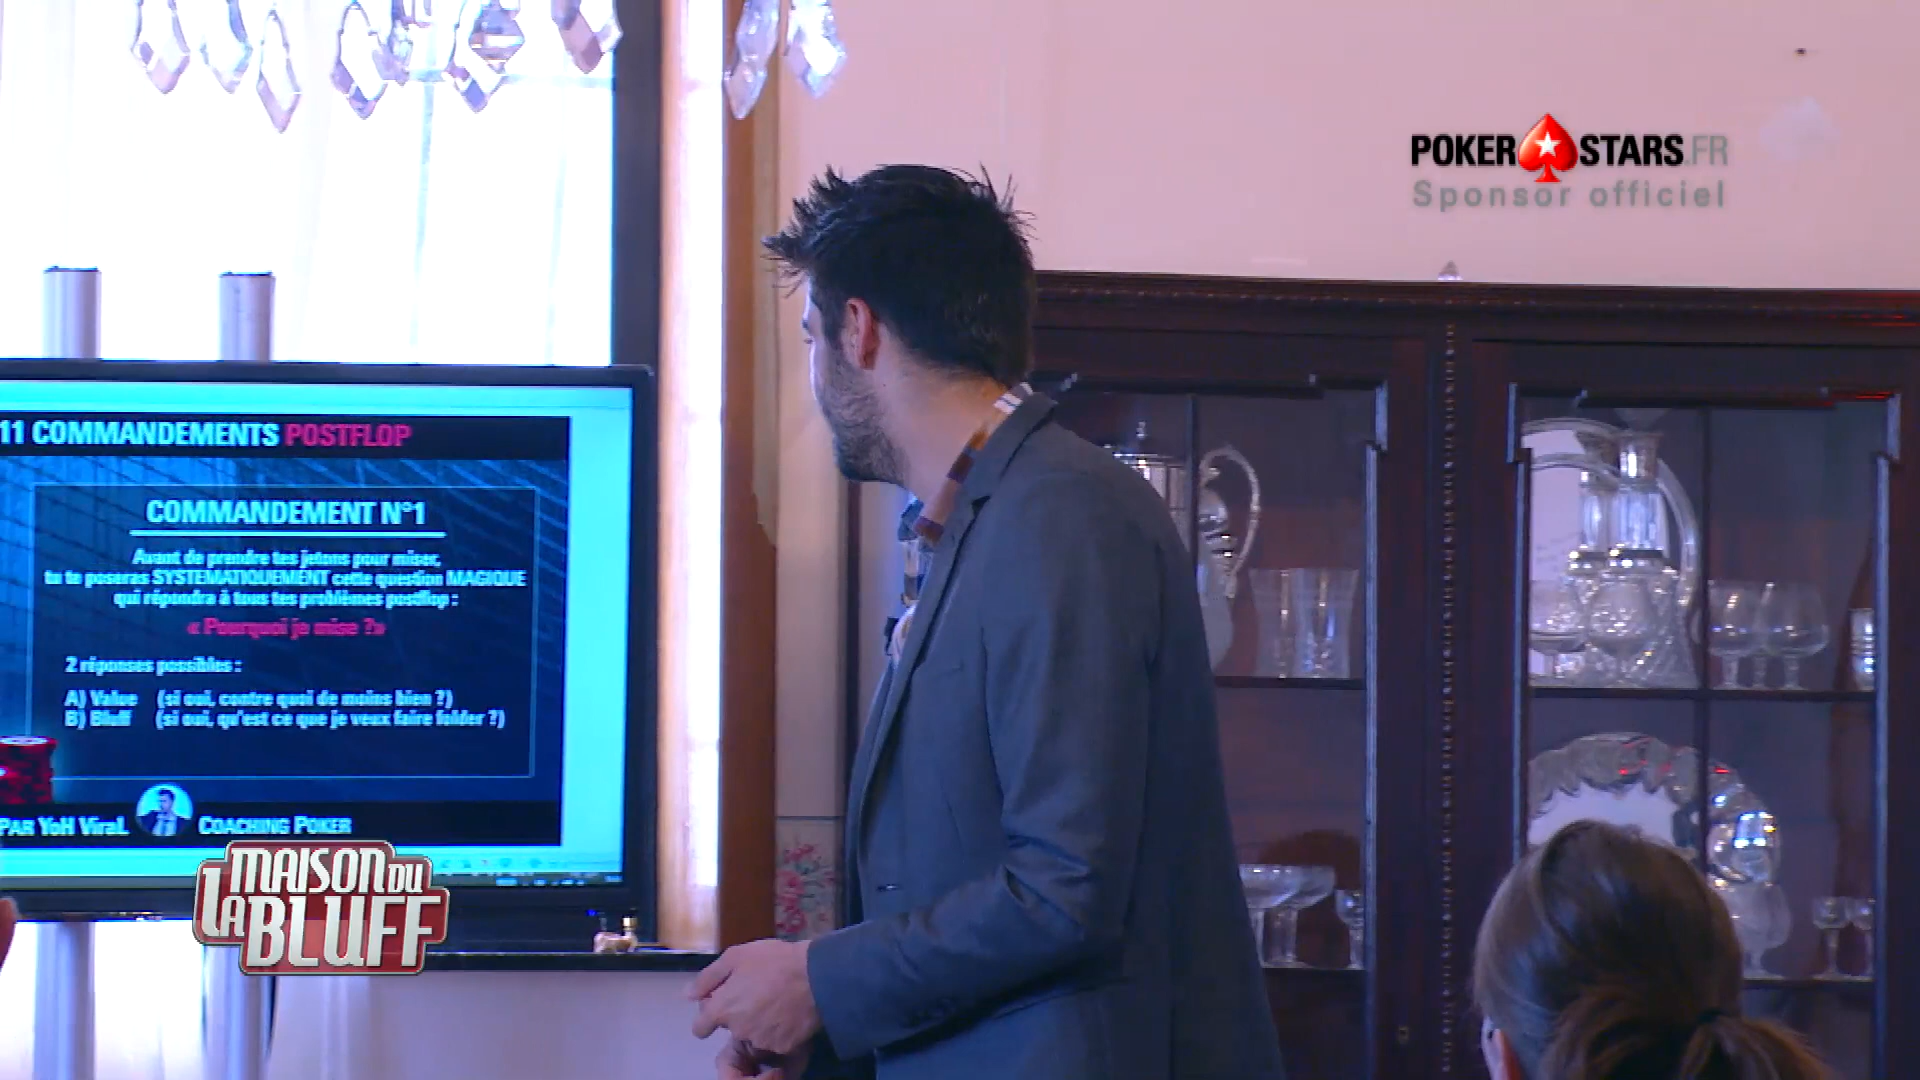 POKER STARS.FR
Sponsor officiel
11 COMMANDEMENTS POSTFLOP
COMMANDEMENT N°1
Avant de prendre tes jetons pour miser,
tu te poseras SYSTEMATIQUEMENT cette question MAGIQUE
qui répondra à tous tes problèmes postflop :
« Pourquoi je mise ?»
2 réponses possibles :
A) Value (si oui, contre quoi de moins bien ?)
B) Bluff (si oui, qu'est ce que je veux faire folder ?)
PAR YoH ViraL COACHING POKER
LA MAISON DU BLUFF